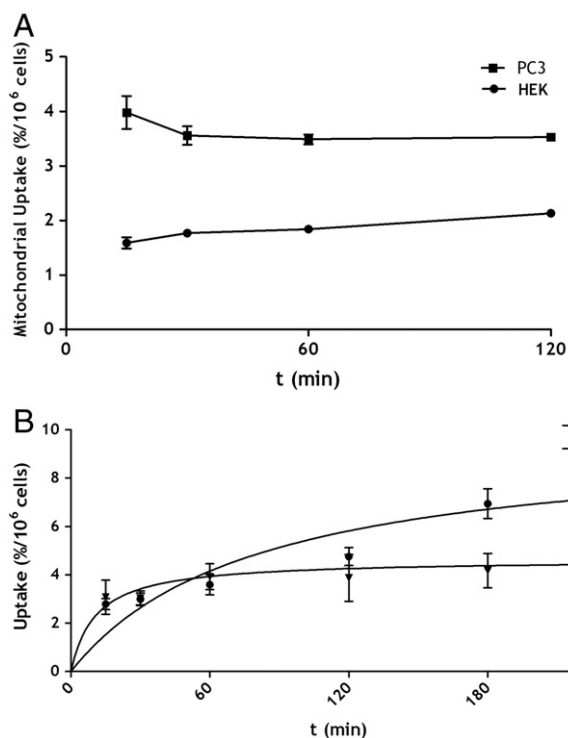 A
Mitochondrial Uptake (%/10⁶ cells)
5
4
3
2
1
0
PC3
HEK
0
60
120
t (min)
B
Uptake (%/10⁶ cells)
10
8
6
4
2
0
0
60
120
180
t (min)